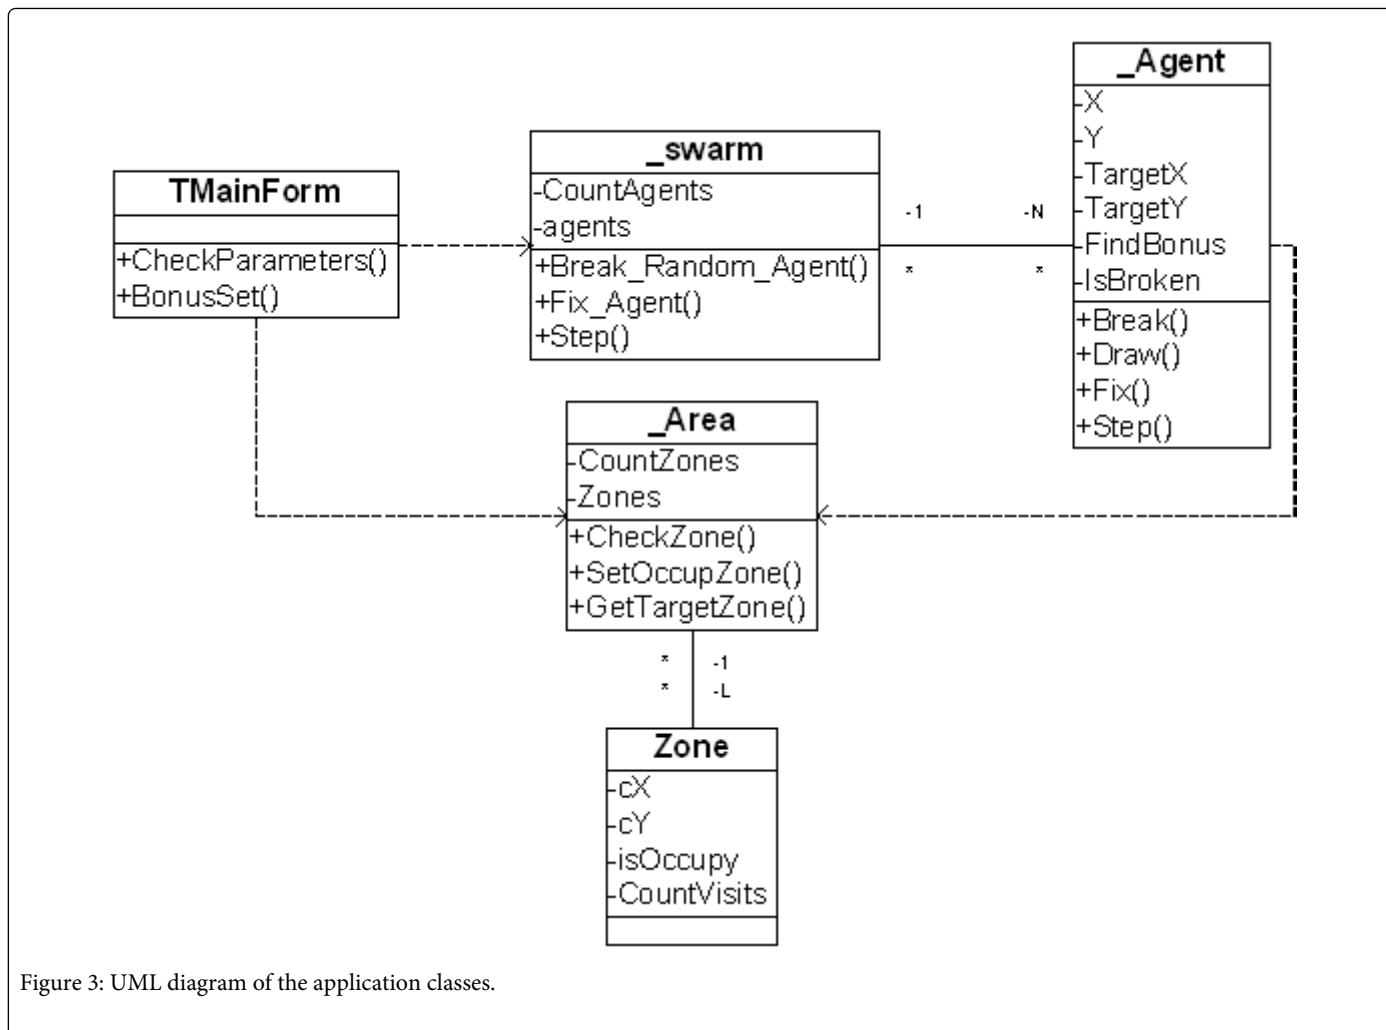 _Agent
-X
-Y
-TargetX
-TargetY
-FindBonus
-IsBroken
+Break()
+Draw()
+Fix()
+Step()
_swarm
-CountAgents
-agents
+Break_Random_Agent()
+Fix_Agent()
+Step()
-1 -N
* *
TMainForm
+CheckParameters()
+BonusSet()
_Area
-CountZones
-Zones
+CheckZone()
+SetOccupZone()
+GetTargetZone()
* -1
* -L
Zone
-cX
-cY
-isOccupy
-CountVisits
Figure 3: UML diagram of the application classes.